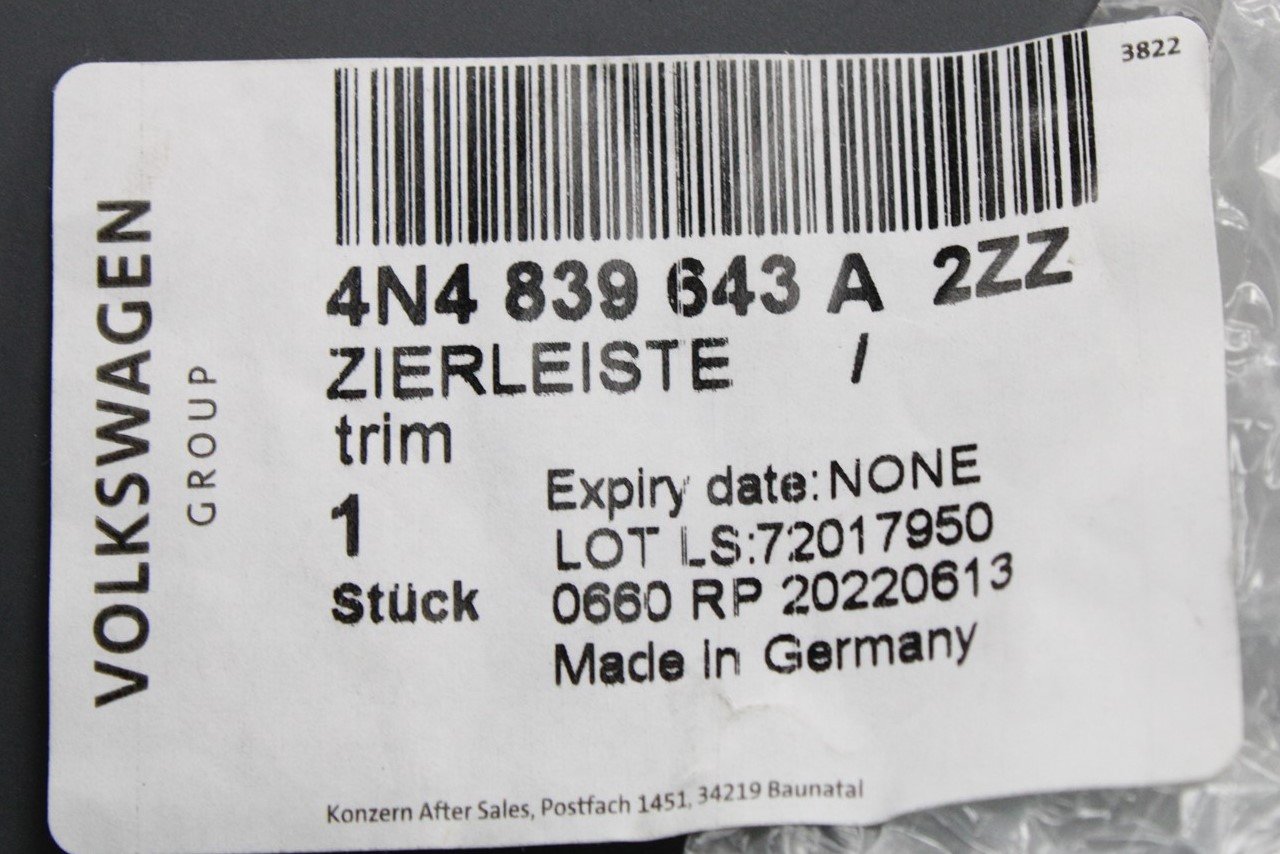 3822
VOLKSWAGEN
GROUP
4N4 839 643 A 2ZZ
ZIERLEISTE /
trim
1
Stück
Expiry date:NONE
LOT LS:72017950
0660 RP 20220613
Made in Germany
Konzern After Sales, Postfach 1451, 34219 Baunatal